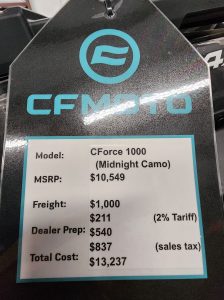 CFMOTO
Model: CForce 1000
(Midnight Camo)
MSRP: $10,549
Freight: $1,000
$211 (2% Tariff)
Dealer Prep: $540
$837 (sales tax)
Total Cost: $13,237
4